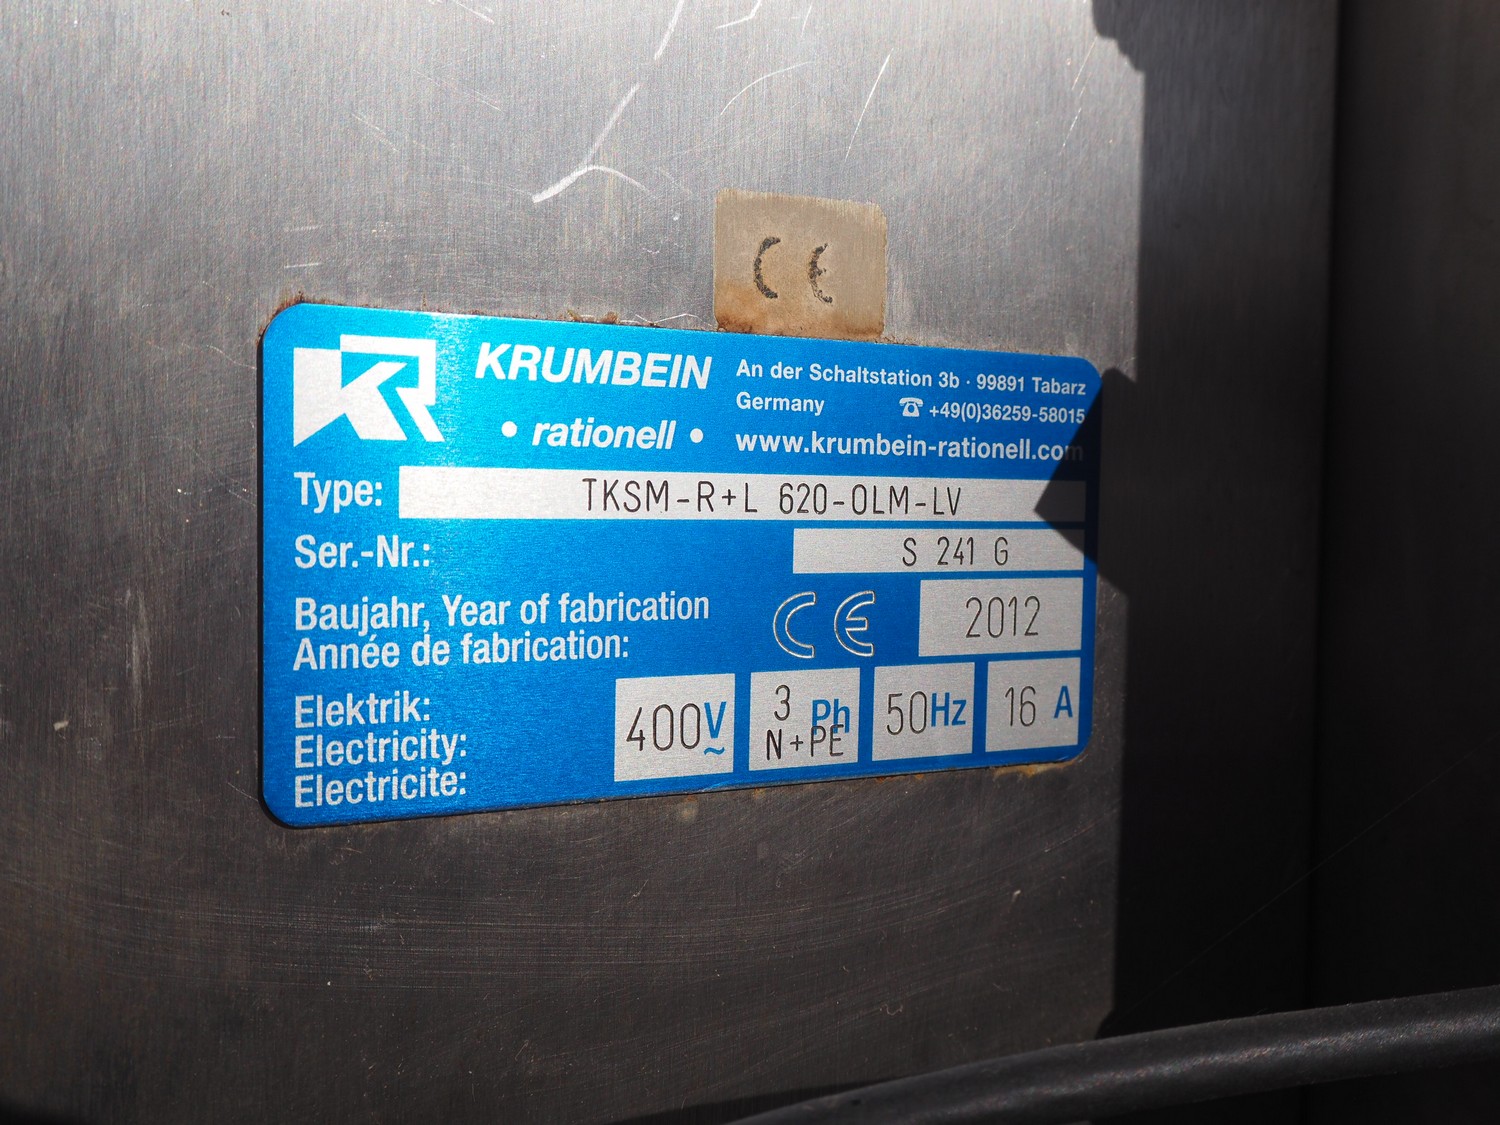 CE
KR
KRUMBEIN
• rationell •
An der Schaltstation 3b · 99891 Tabarz
Germany ☎ +49(0)36259-58015
www.krumbein-rationell.com
Type: TKSM-R+L 620-OLM-LV
Ser.-Nr.: S 241 G
Baujahr, Year of fabrication
Année de fabrication: CE 2012
Elektrik:
Electricity:
Electricite:
400V~ 3 Ph N+PE 50Hz 16 A